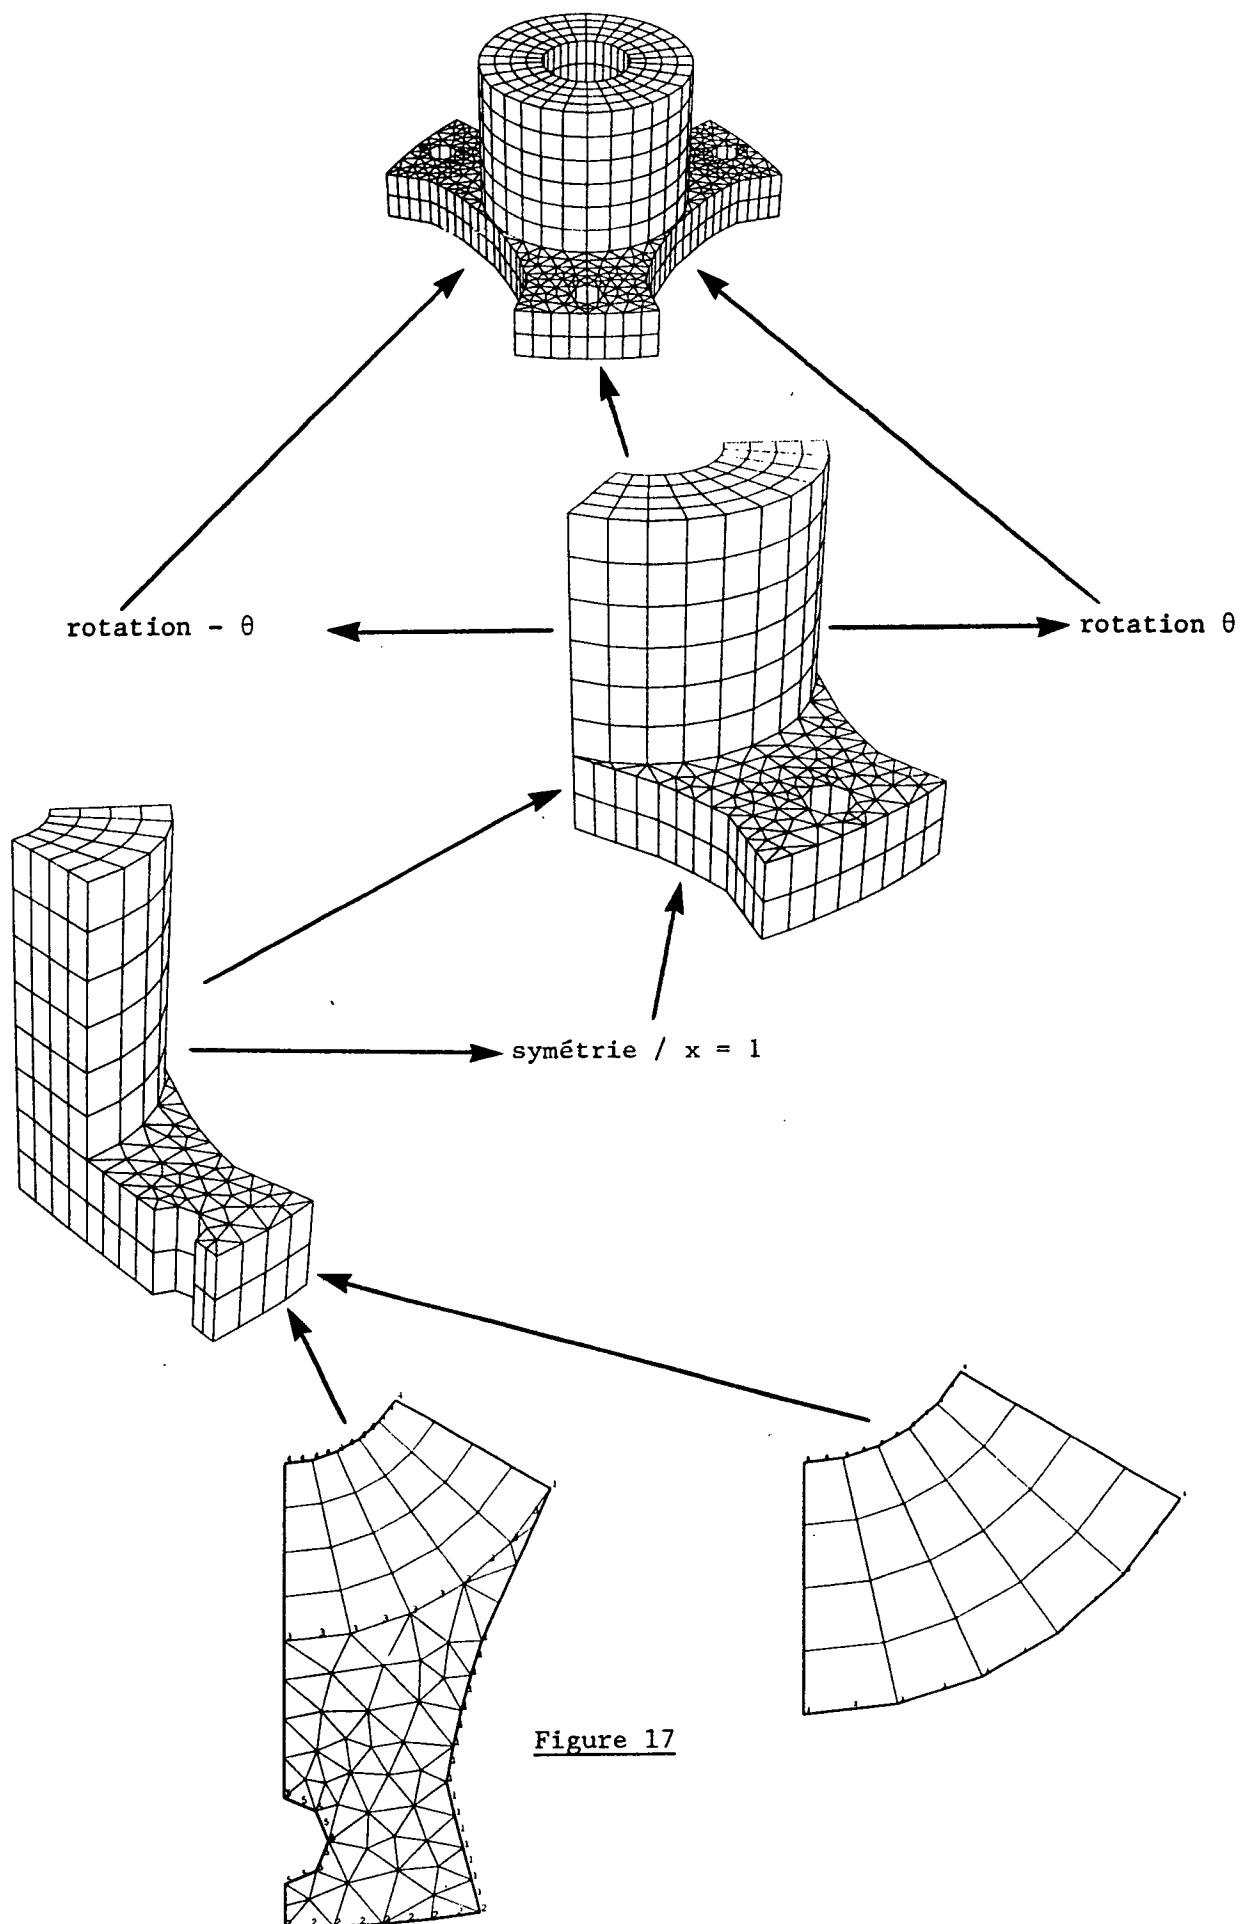 rotation - θ
rotation θ
symétrie / x = 1
Figure 17